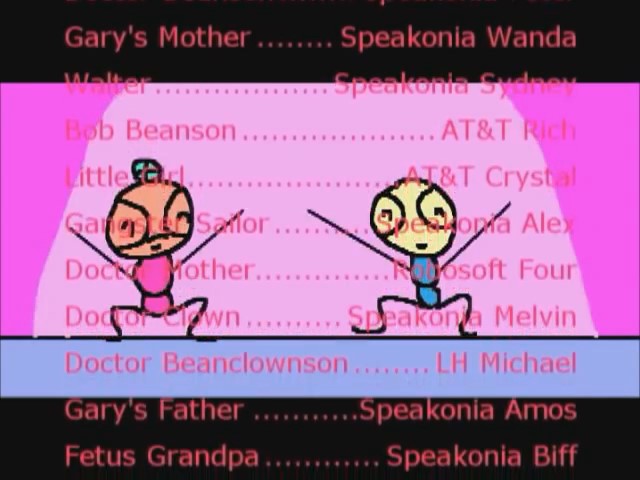 Gary's Mother........ Speakonia Wanda
Walter.................. Speakonia Sydney
Bob Beanson.................... AT&T Rich
Little Girl......................AT&T Crystal
Gangster Sailor..........Speakonia Alex
Doctor Mother..............Robosoft Four
Doctor Clown.......... Speakonia Melvin
Doctor Beanclownson........ LH Michael
Gary's Father ...........Speakonia Amos
Fetus Grandpa............ Speakonia Biff